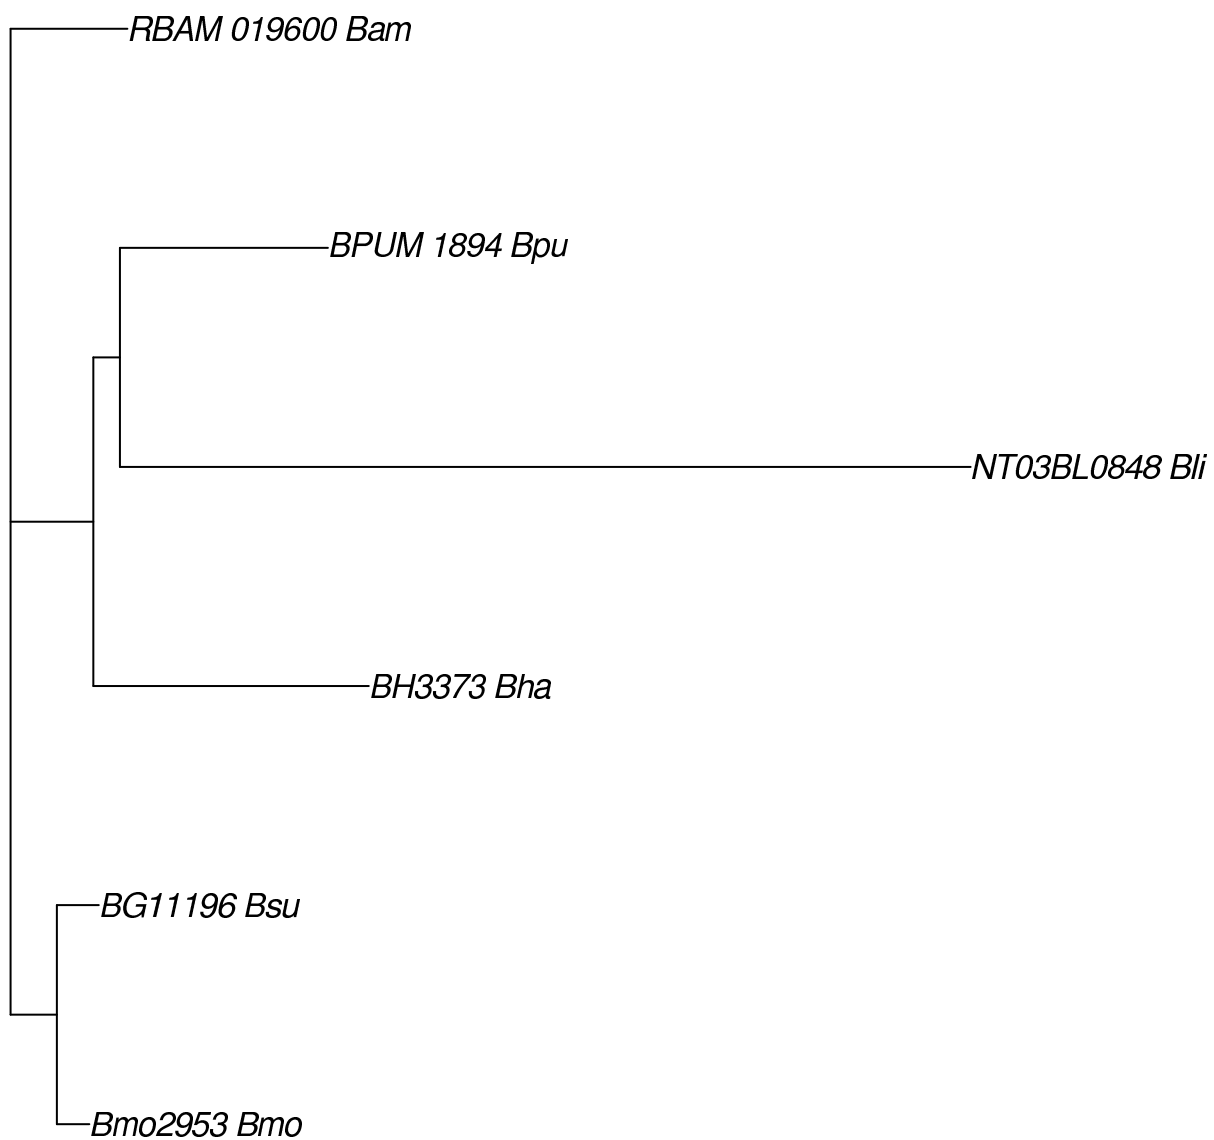 RBAM 019600 Bam
BPUM 1894 Bpu
NT03BL0848 Bli
BH3373 Bha
BG11196 Bsu
Bmo2953 Bmo